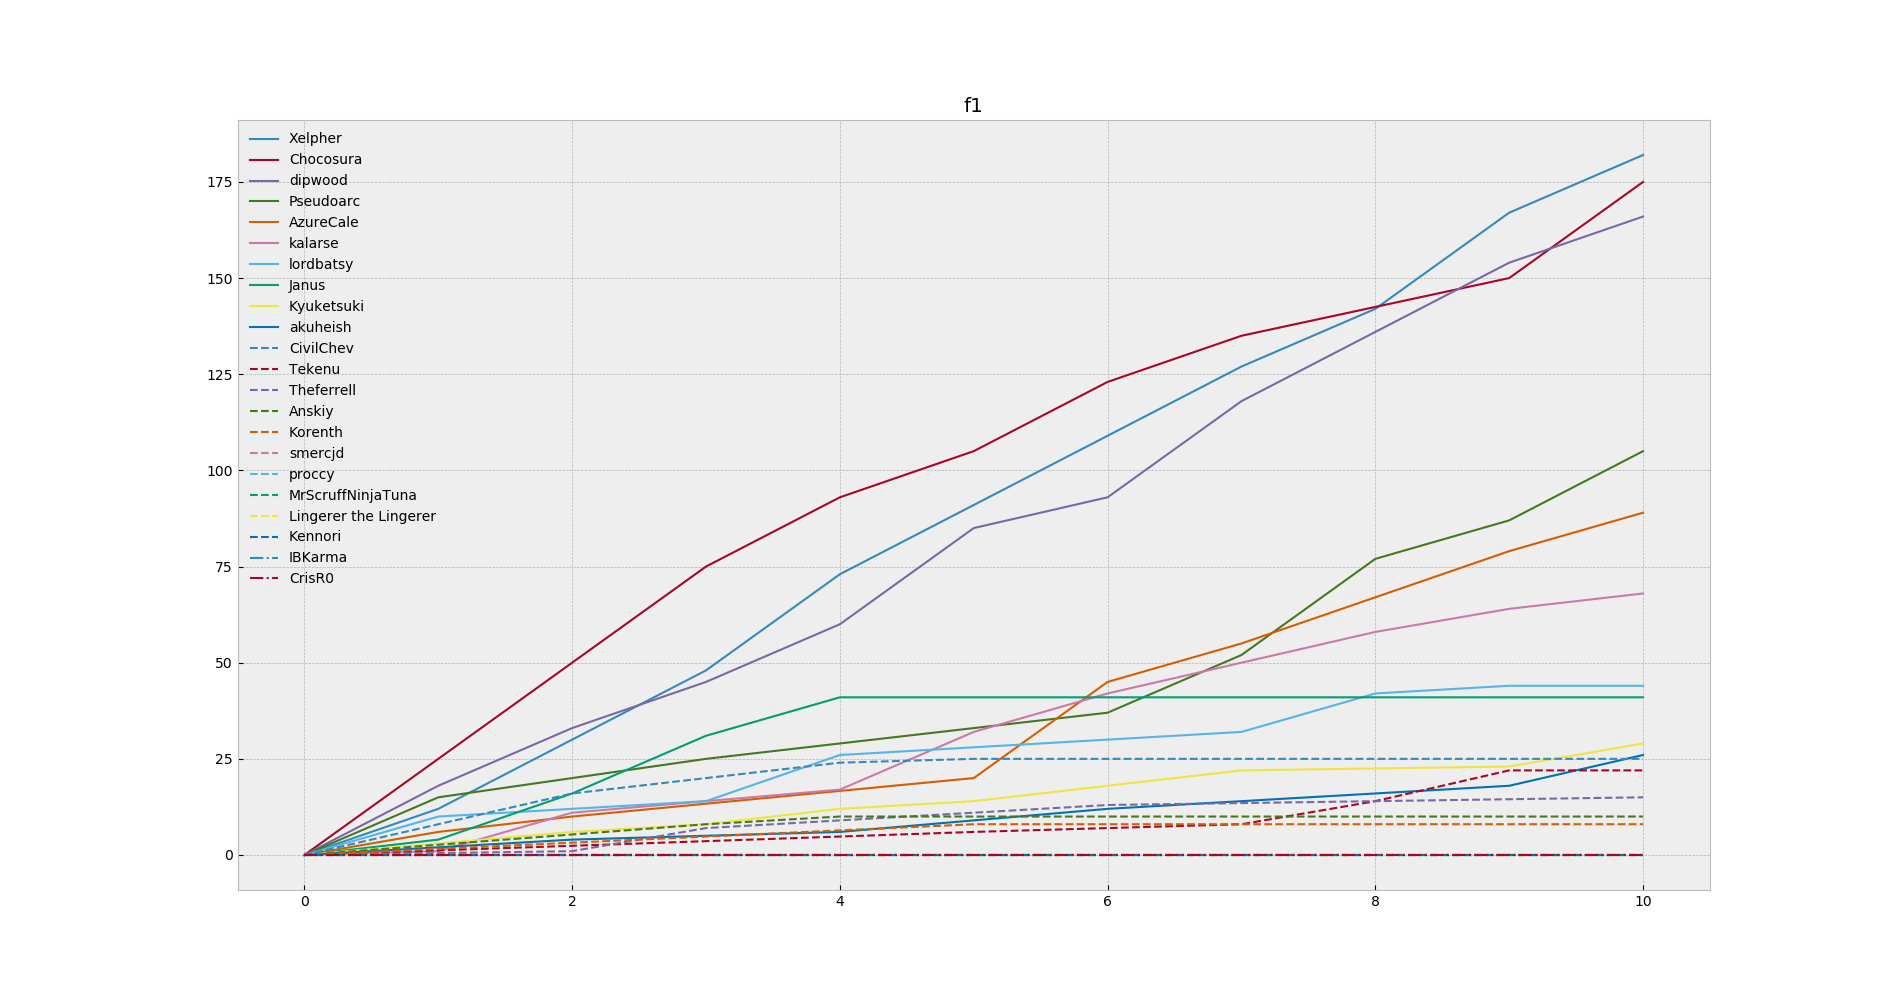 f1
Xelpher
Chocosura
dipwood
Pseudoarc
AzureCale
kalarse
lordbatsy
Janus
Kyuketsuki
akuheish
CivilChev
Tekenu
Theferrell
Anskiy
Korenth
smercjd
proccy
MrScruffNinjaTuna
Lingerer the Lingerer
Kennori
IBKarma
CrisR0
175
150
125
100
75
50
25
0
0 2 4 6 8 10